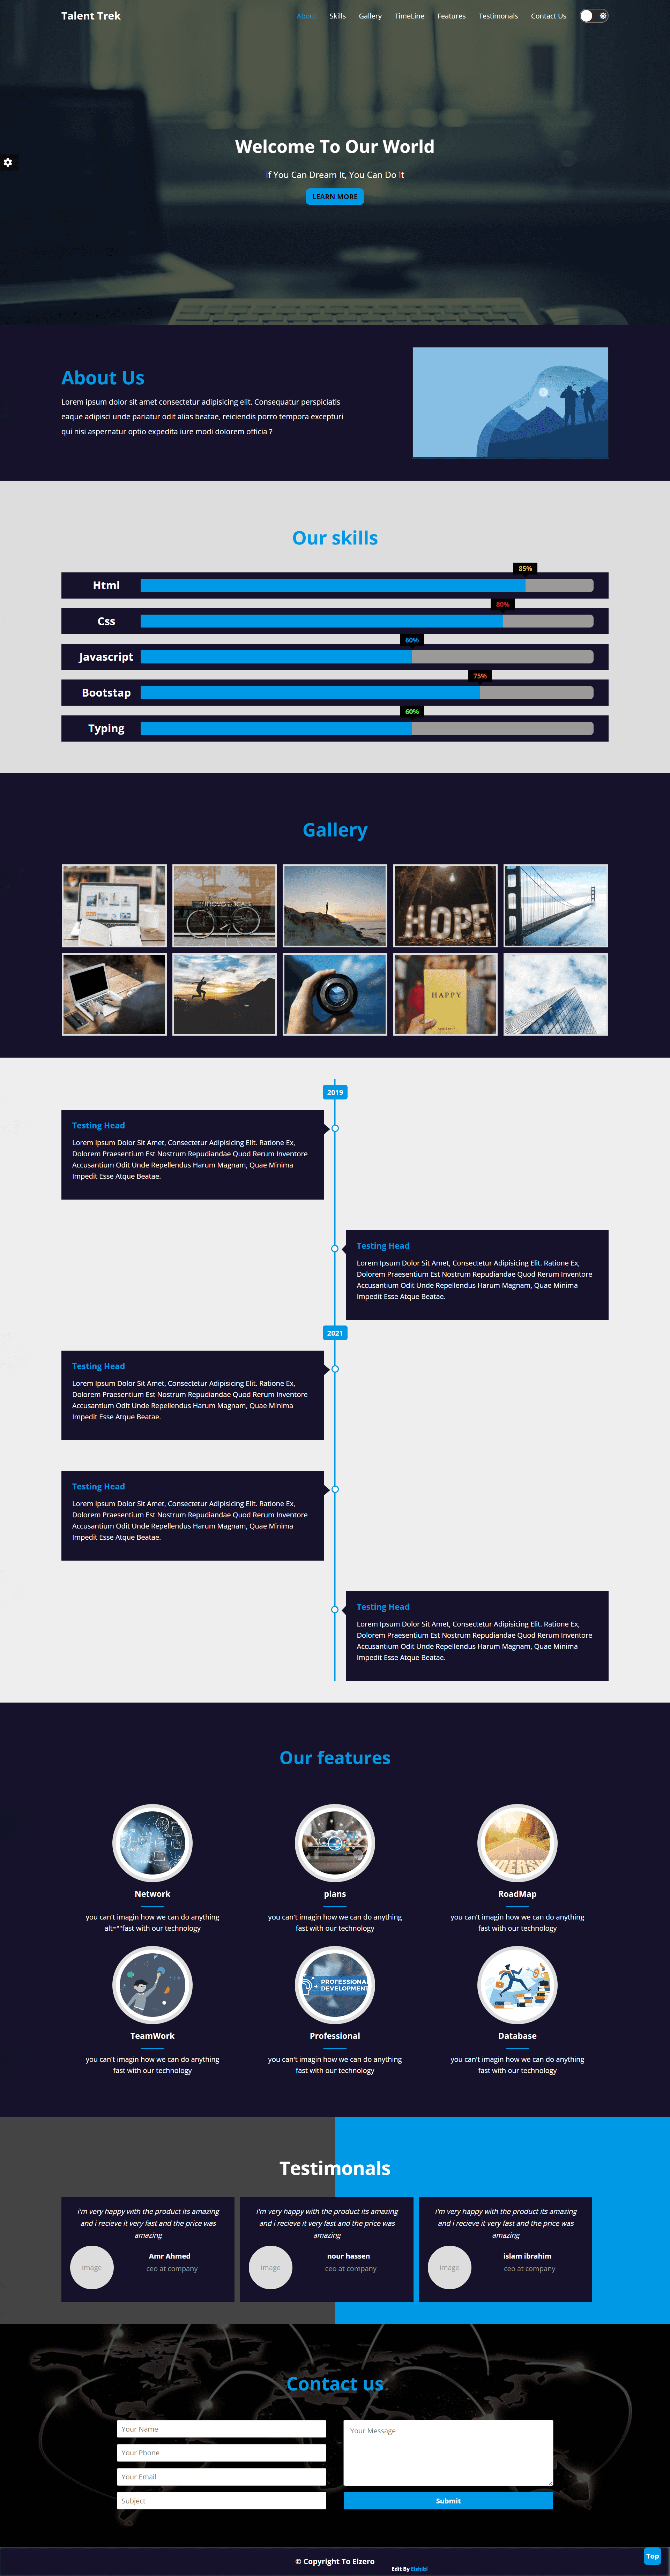 Talent Trek
About Skills Gallery TimeLine Features Testimonals Contact Us
Welcome To Our World
If You Can Dream It, You Can Do It
LEARN MORE
About Us
Lorem ipsum dolor sit amet consectetur adipisicing elit. Consequatur perspiciatis
eaque adipisci unde pariatur odit alias beatae, reiciendis porro tempora excepturi
qui nisi aspernatur optio expedita iure modi dolorem officia ?
Our skills
85%
Html
80%
Css
60%
Javascript
75%
Bootstap
60%
Typing
Gallery
HOPE
HAPPY
2019
Testing Head
Lorem Ipsum Dolor Sit Amet, Consectetur Adipisicing Elit. Ratione Ex,
Dolorem Praesentium Est Nostrum Repudiandae Quod Rerum Inventore
Accusantium Odit Unde Repellendus Harum Magnam, Quae Minima
Impedit Esse Atque Beatae.
Testing Head
Lorem Ipsum Dolor Sit Amet, Consectetur Adipisicing Elit. Ratione Ex,
Dolorem Praesentium Est Nostrum Repudiandae Quod Rerum Inventore
Accusantium Odit Unde Repellendus Harum Magnam, Quae Minima
Impedit Esse Atque Beatae.
2021
Testing Head
Lorem Ipsum Dolor Sit Amet, Consectetur Adipisicing Elit. Ratione Ex,
Dolorem Praesentium Est Nostrum Repudiandae Quod Rerum Inventore
Accusantium Odit Unde Repellendus Harum Magnam, Quae Minima
Impedit Esse Atque Beatae.
Testing Head
Lorem Ipsum Dolor Sit Amet, Consectetur Adipisicing Elit. Ratione Ex,
Dolorem Praesentium Est Nostrum Repudiandae Quod Rerum Inventore
Accusantium Odit Unde Repellendus Harum Magnam, Quae Minima
Impedit Esse Atque Beatae.
Testing Head
Lorem Ipsum Dolor Sit Amet, Consectetur Adipisicing Elit. Ratione Ex,
Dolorem Praesentium Est Nostrum Repudiandae Quod Rerum Inventore
Accusantium Odit Unde Repellendus Harum Magnam, Quae Minima
Impedit Esse Atque Beatae.
Our features
Network
you can't imagin how we can do anything
alt=""fast with our technology
plans
you can't imagin how we can do anything
fast with our technology
RoadMap
you can't imagin how we can do anything
fast with our technology
PROFESSIONAL
DEVELOPMENT
TeamWork
you can't imagin how we can do anything
fast with our technology
Professional
you can't imagin how we can do anything
fast with our technology
Database
you can't imagin how we can do anything
fast with our technology
Testimonals
i'm very happy with the product its amazing
and i recieve it very fast and the price was
amazing
image
Amr Ahmed
ceo at company
i'm very happy with the product its amazing
and i recieve it very fast and the price was
amazing
image
nour hassen
ceo at company
i'm very happy with the product its amazing
and i recieve it very fast and the price was
amazing
image
islam ibrahim
ceo at company
Contact us
Your Name
Your Phone
Your Email
Subject
Your Message
Submit
Top
© Copyright To Elzero
Edit By